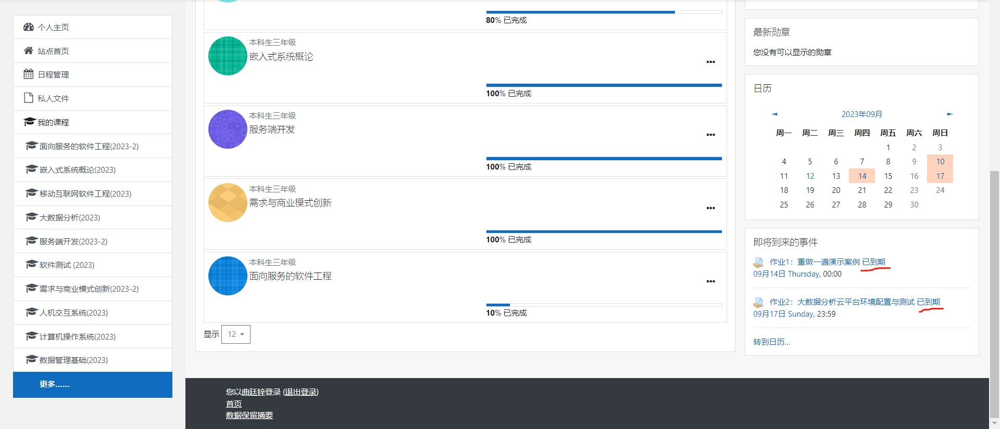 个人主页
站点首页
日程管理
私人文件
我的课程
面向服务的软件工程(2023-2)
嵌入式系统概论(2023)
移动互联网软件工程(2023)
大数据分析(2023)
服务端开发(2023-2)
软件测试 (2023)
需求与商业模式创新(2023-2)
人机交互系统(2023)
计算机操作系统(2023)
数据管理基础(2023)
更多......
80% 已完成
本科生三年级
嵌入式系统概论
100% 已完成
本科生三年级
服务端开发
100% 已完成
本科生三年级
需求与商业模式创新
100% 已完成
本科生三年级
面向服务的软件工程
10% 已完成
显示 12
最新勋章
您没有可以显示的勋章
日历
2023年09月
周一 周二 周三 周四 周五 周六 周日
1 2 3
4 5 6 7 8 9 10
11 12 13 14 15 16 17
18 19 20 21 22 23 24
25 26 27 28 29 30
即将到来的事件
作业1：重做一遍演示案例 已到期
09月14日 Thursday, 00:00
作业2：大数据分析云平台环境配置与测试 已到期
09月17日 Sunday, 23:59
转到日历...
您以曲廷锌登录 (退出登录)
首页
数据保留摘要